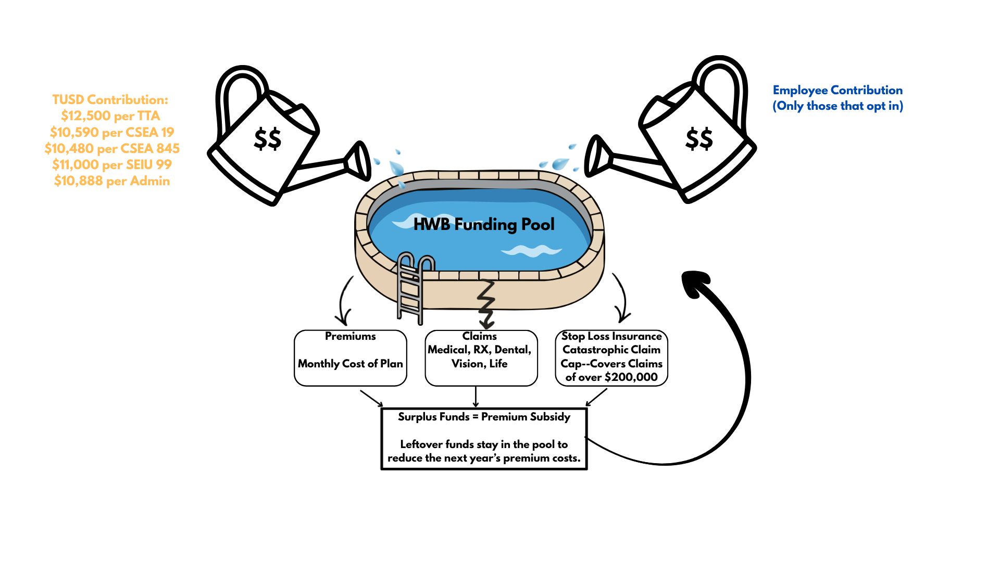 TUSD Contribution:
$12,500 per TTA
$10,590 per CSEA 19
$10,480 per CSEA 845
$11,000 per SEIU 99
$10,888 per Admin
$$
$$
Employee Contribution
(Only those that opt in)
HWB Funding Pool
Premiums
Monthly Cost of Plan
Claims
Medical, RX, Dental,
Vision, Life
Stop Loss Insurance
Catastrophic Claim
Cap--Covers Claims
of over $200,000
Surplus Funds = Premium Subsidy
Leftover funds stay in the pool to
reduce the next year’s premium costs.